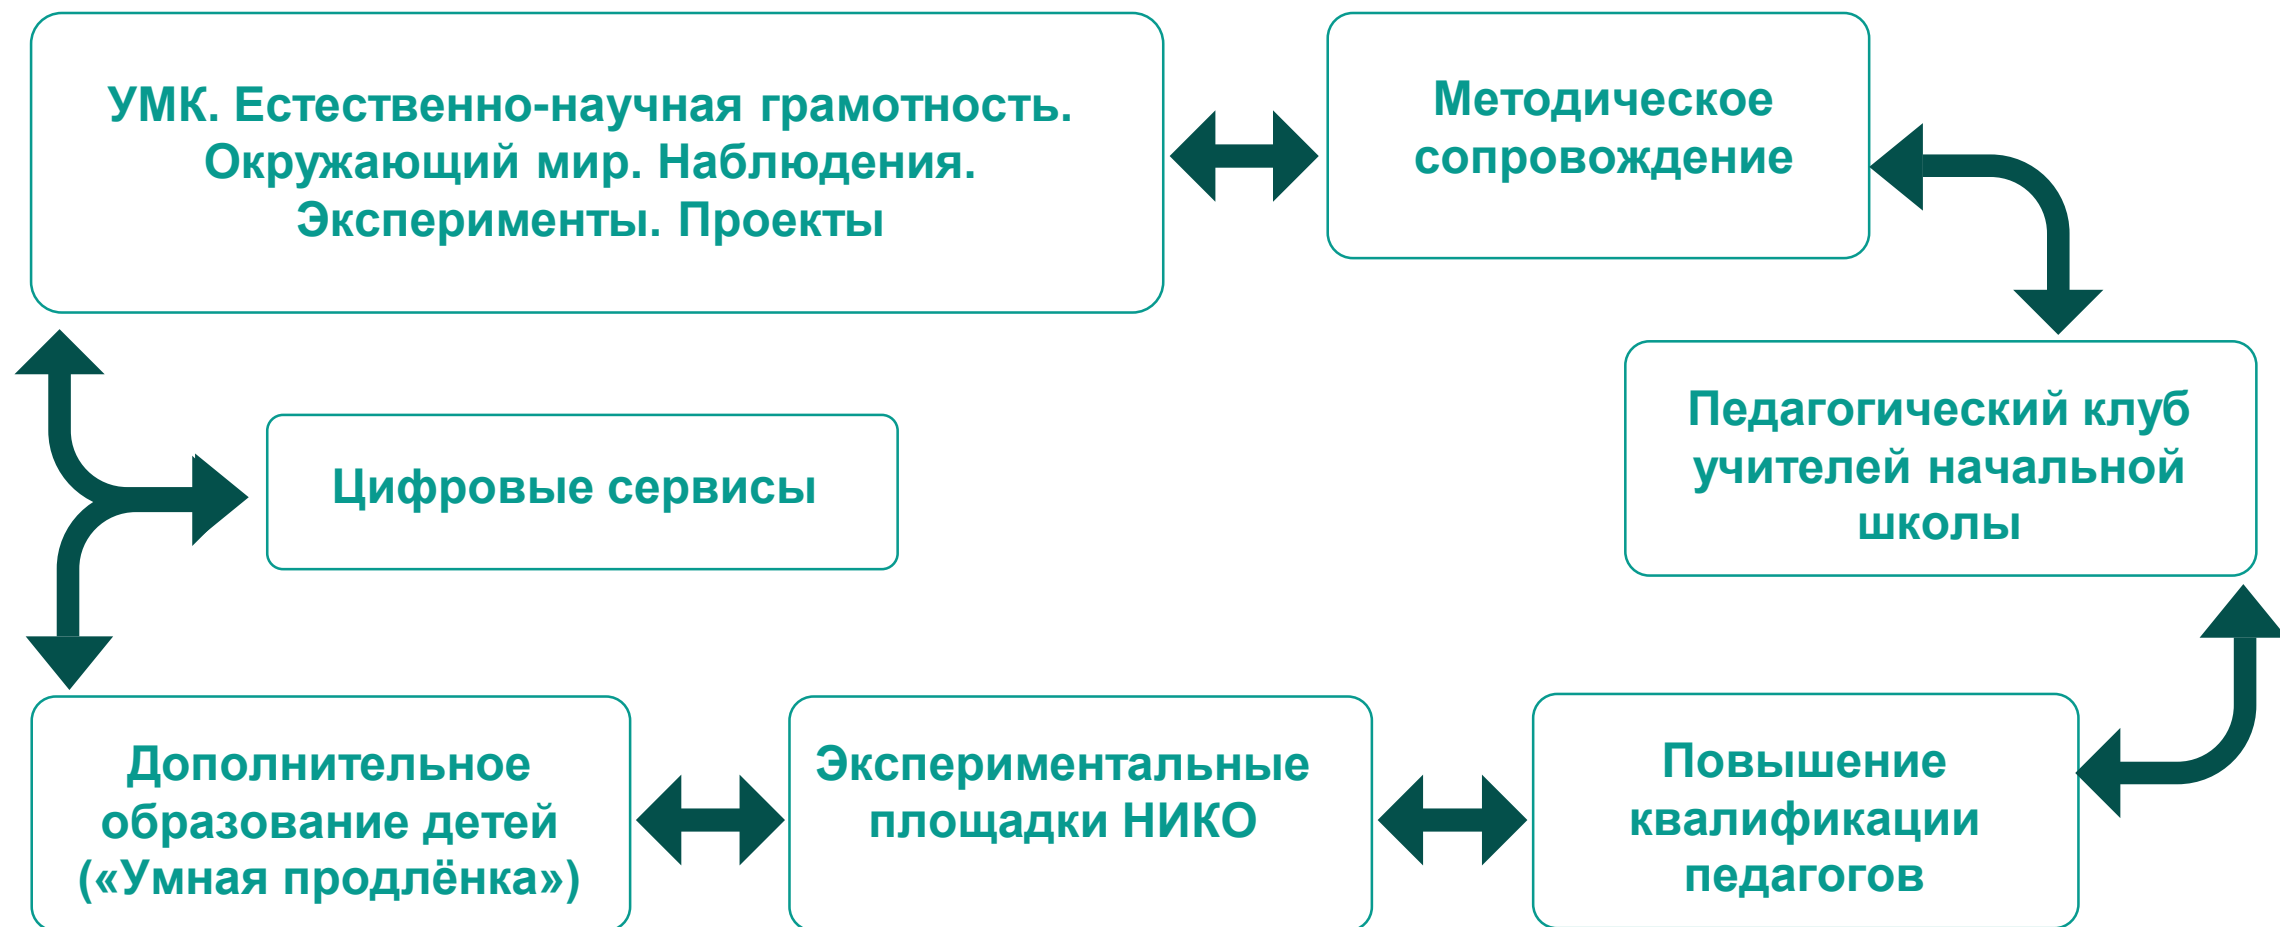 УМК. Естественно-научная грамотность.
Окружающий мир. Наблюдения.
Эксперименты. Проекты
Методическое
сопровождение
Педагогический клуб
учителей начальной
школы
Цифровые сервисы
Дополнительное
образование детей
(«Умная продлёнка»)
Экспериментальные
площадки НИКО
Повышение
квалификации
педагогов